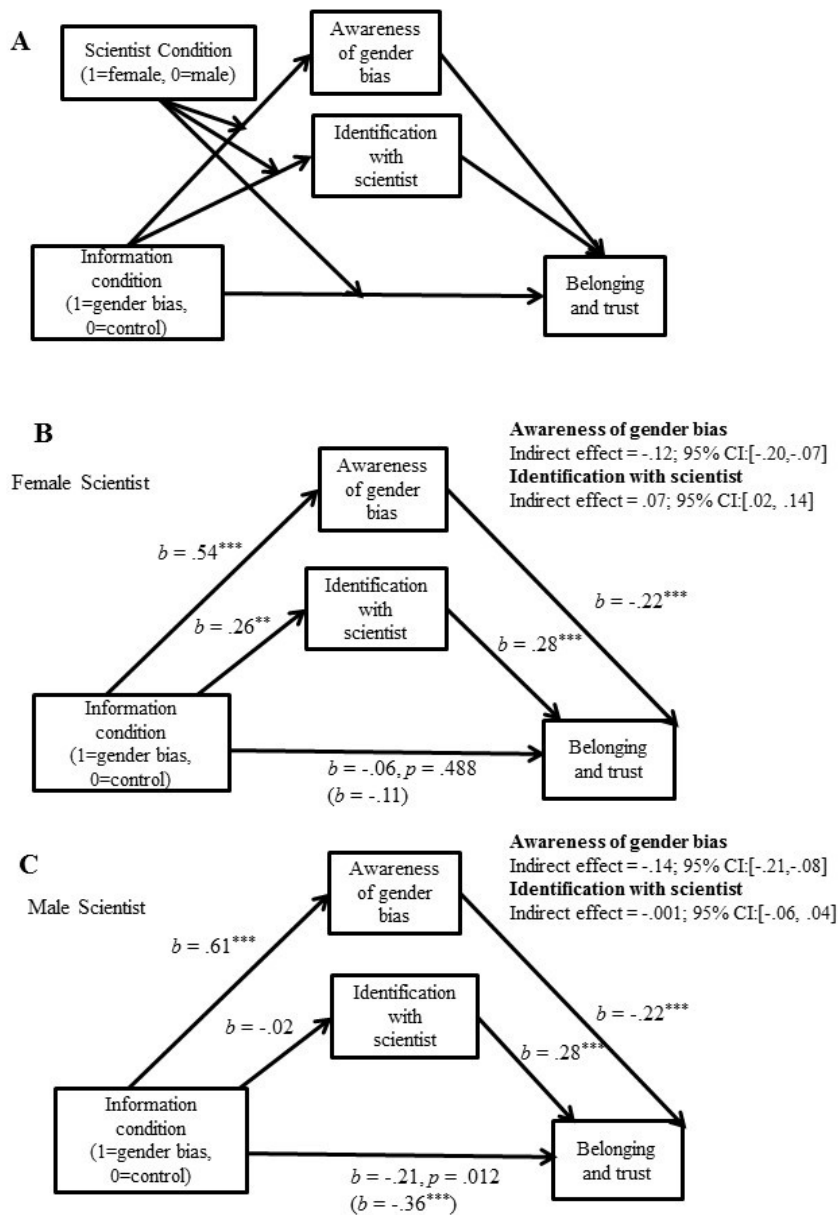 A
Scientist Condition
(1=female, 0=male)
Awareness
of gender
bias
Identification
with
scientist
Information
condition
(1=gender bias,
0=control)
Belonging
and trust
B
Female Scientist
Awareness of gender bias
Indirect effect = -.12; 95% CI:[-.20,-.07]
Identification with scientist
Indirect effect = .07; 95% CI:[.02, .14]
Awareness
of gender
bias
b = .54***
b = -.22***
Identification
with
scientist
b = .26**
b = .28***
Information
condition
(1=gender bias,
0=control)
Belonging
and trust
b = -.06, p = .488
(b = -.11)
C
Male Scientist
Awareness of gender bias
Indirect effect = -.14; 95% CI:[-.21,-.08]
Identification with scientist
Indirect effect = -.001; 95% CI:[-.06, .04]
Awareness
of gender
bias
b = .61***
b = -.22***
Identification
with
scientist
b = -.02
b = .28***
Information
condition
(1=gender bias,
0=control)
Belonging
and trust
b = -.21, p = .012
(b = -.36***)